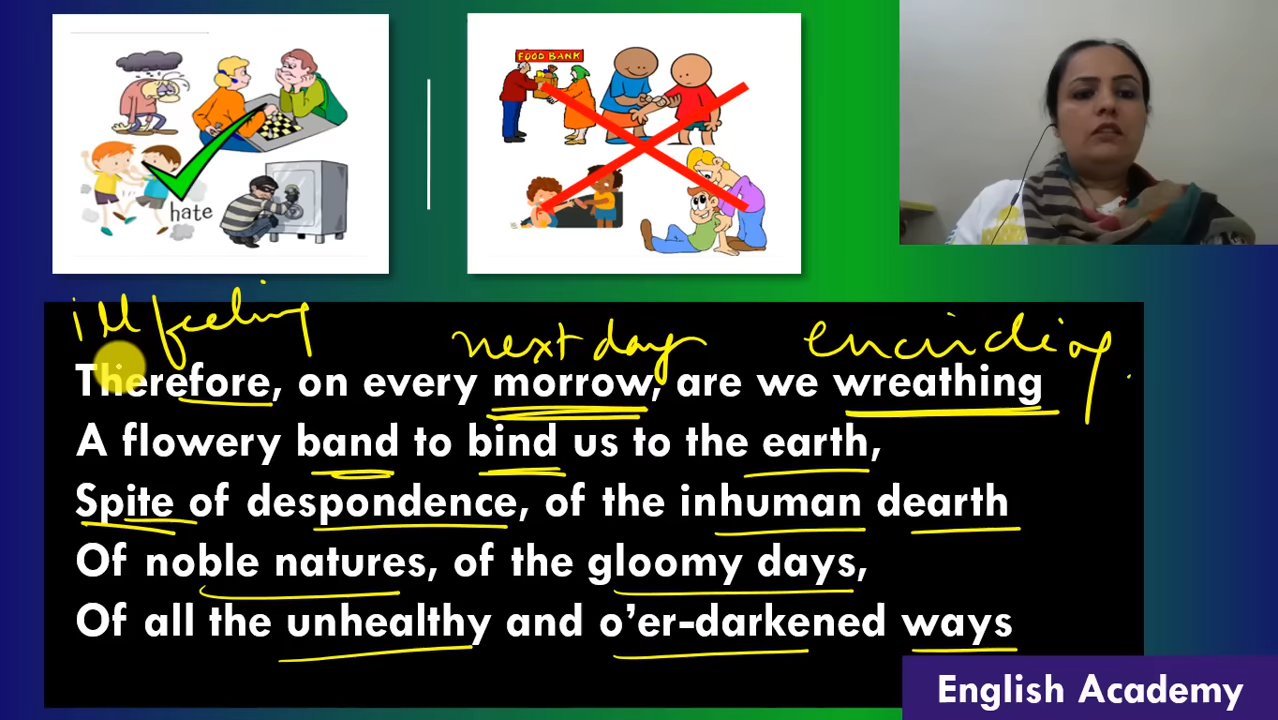 FOOD BANK
hate
ill feeling
next day encircling
Therefore, on every morrow, are we wreathing
A flowery band to bind us to the earth,
Spite of despondence, of the inhuman dearth
Of noble natures, of the gloomy days,
Of all the unhealthy and o'er-darkened ways
English Academy